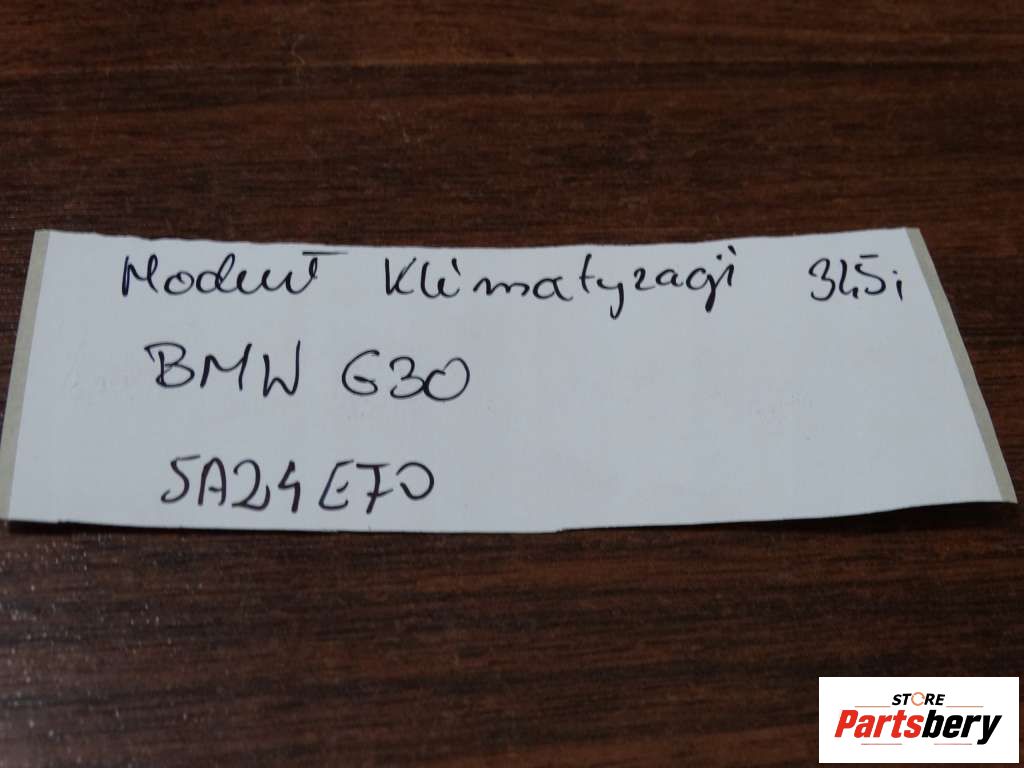 Moduł Klimatyzacji 345i
BMW G30
5A24E70
STORE
Partsbery